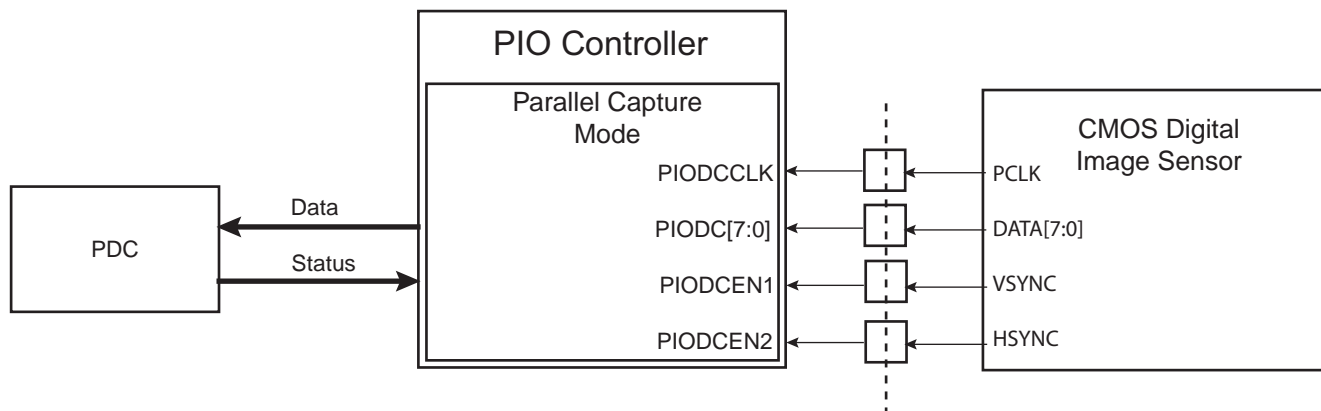 PIO Controller
Parallel Capture
Mode
PIODCCLK
PIODC[7:0]
PIODCEN1
PIODCEN2
PDC
Data
Status
CMOS Digital
Image Sensor
PCLK
DATA[7:0]
VSYNC
HSYNC